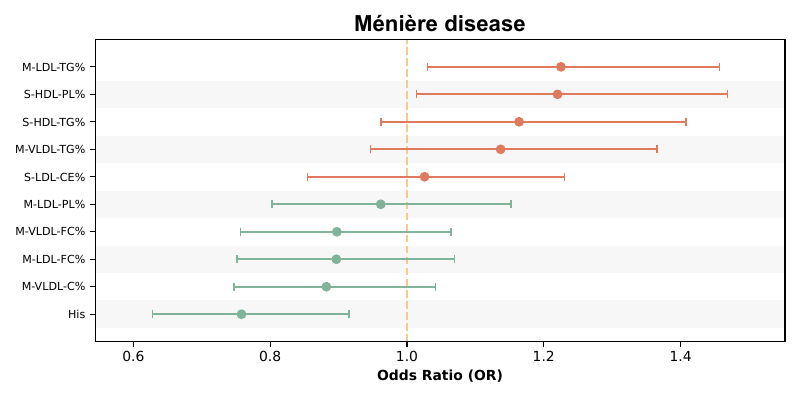 Ménière disease
M-LDL-TG%
S-HDL-PL%
S-HDL-TG%
M-VLDL-TG%
S-LDL-CE%
M-LDL-PL%
M-VLDL-FC%
M-LDL-FC%
M-VLDL-C%
His
0.6 0.8 1.0 1.2 1.4
Odds Ratio (OR)